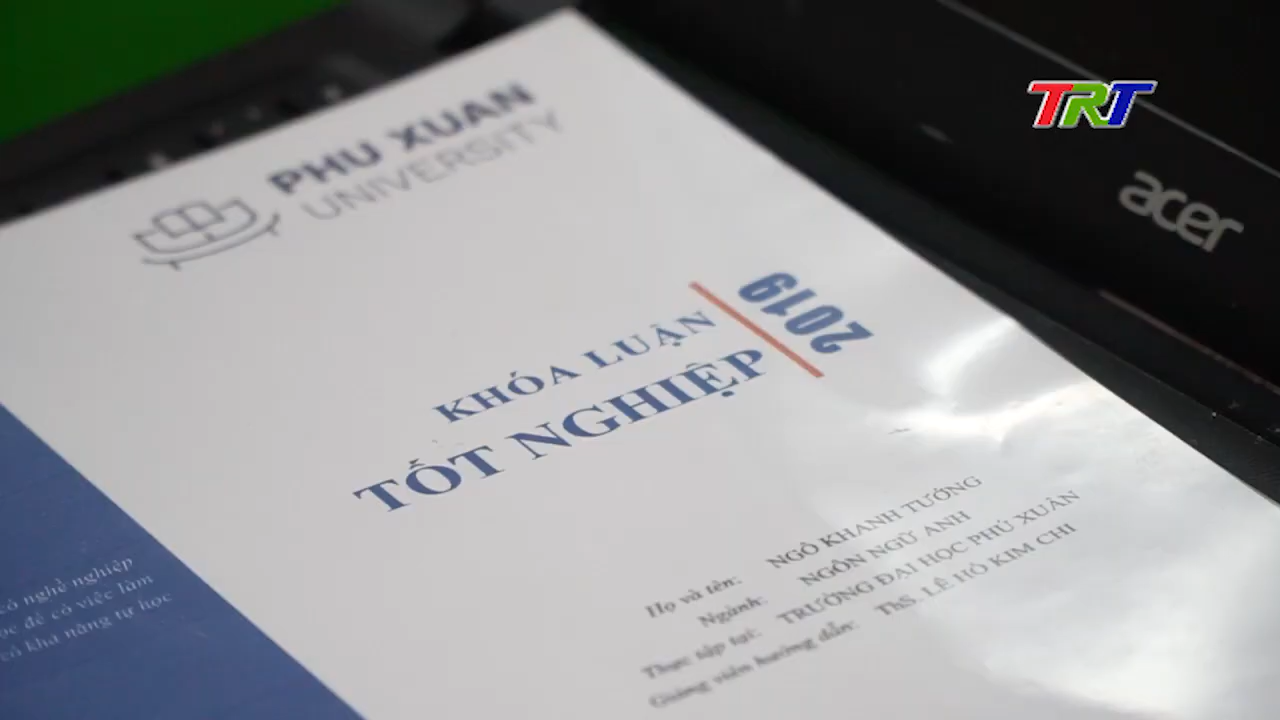 TRT
acer
PHU XUAN
UNIVERSITY
2019
KHÓA LUẬN
TỐT NGHIỆP
Họ và tên: NGÔ KHANH TƯỚNG
Ngành: NGÔN NGỮ ANH
Thực tập tại: TRƯỜNG ĐẠI HỌC PHÚ XUÂN
Giảng viên hướng dẫn: ThS. LÊ HỒ KIM CHI
có nghề nghiệp
học để có việc làm
có khả năng tự học